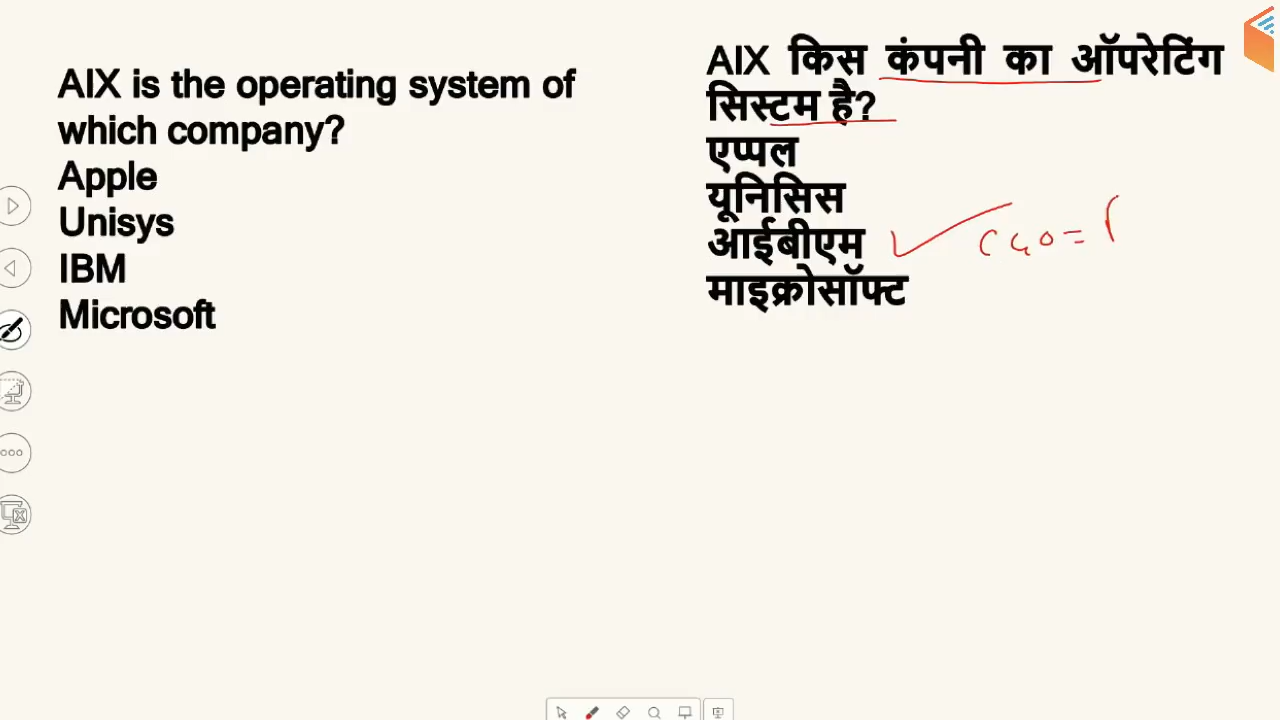 AIX is the operating system of
which company?
Apple
Unisys
IBM
Microsoft
AIX किस कंपनी का ऑपरेटिंग
सिस्टम है?
एप्पल
यूनिसिस
आईबीएम
माइक्रोसॉफ्ट